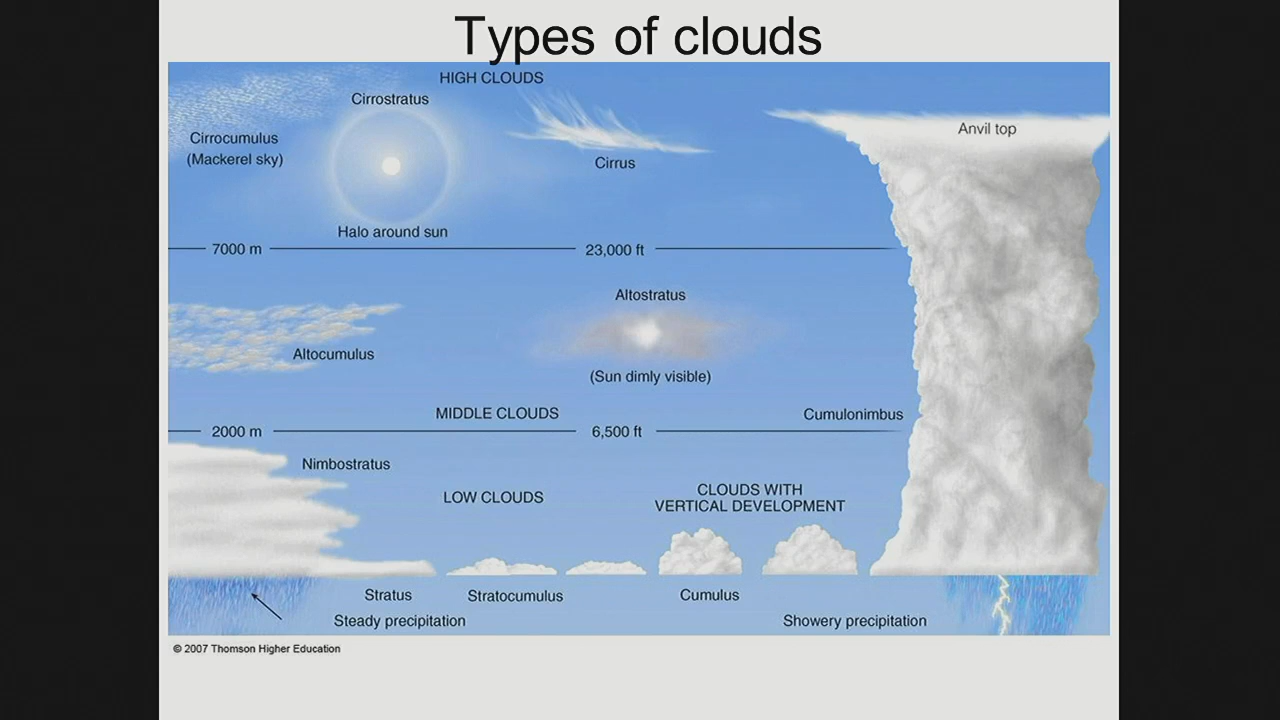 Types of clouds
HIGH CLOUDS
Cirrostratus
Cirrocumulus
(Mackerel sky)
Cirrus
Anvil top
Halo around sun
7000 m
23,000 ft
Altostratus
Altocumulus
(Sun dimly visible)
MIDDLE CLOUDS
Cumulonimbus
2000 m
6,500 ft
Nimbostratus
LOW CLOUDS
CLOUDS WITH
VERTICAL DEVELOPMENT
Stratus
Stratocumulus
Cumulus
Steady precipitation
Showery precipitation
© 2007 Thomson Higher Education